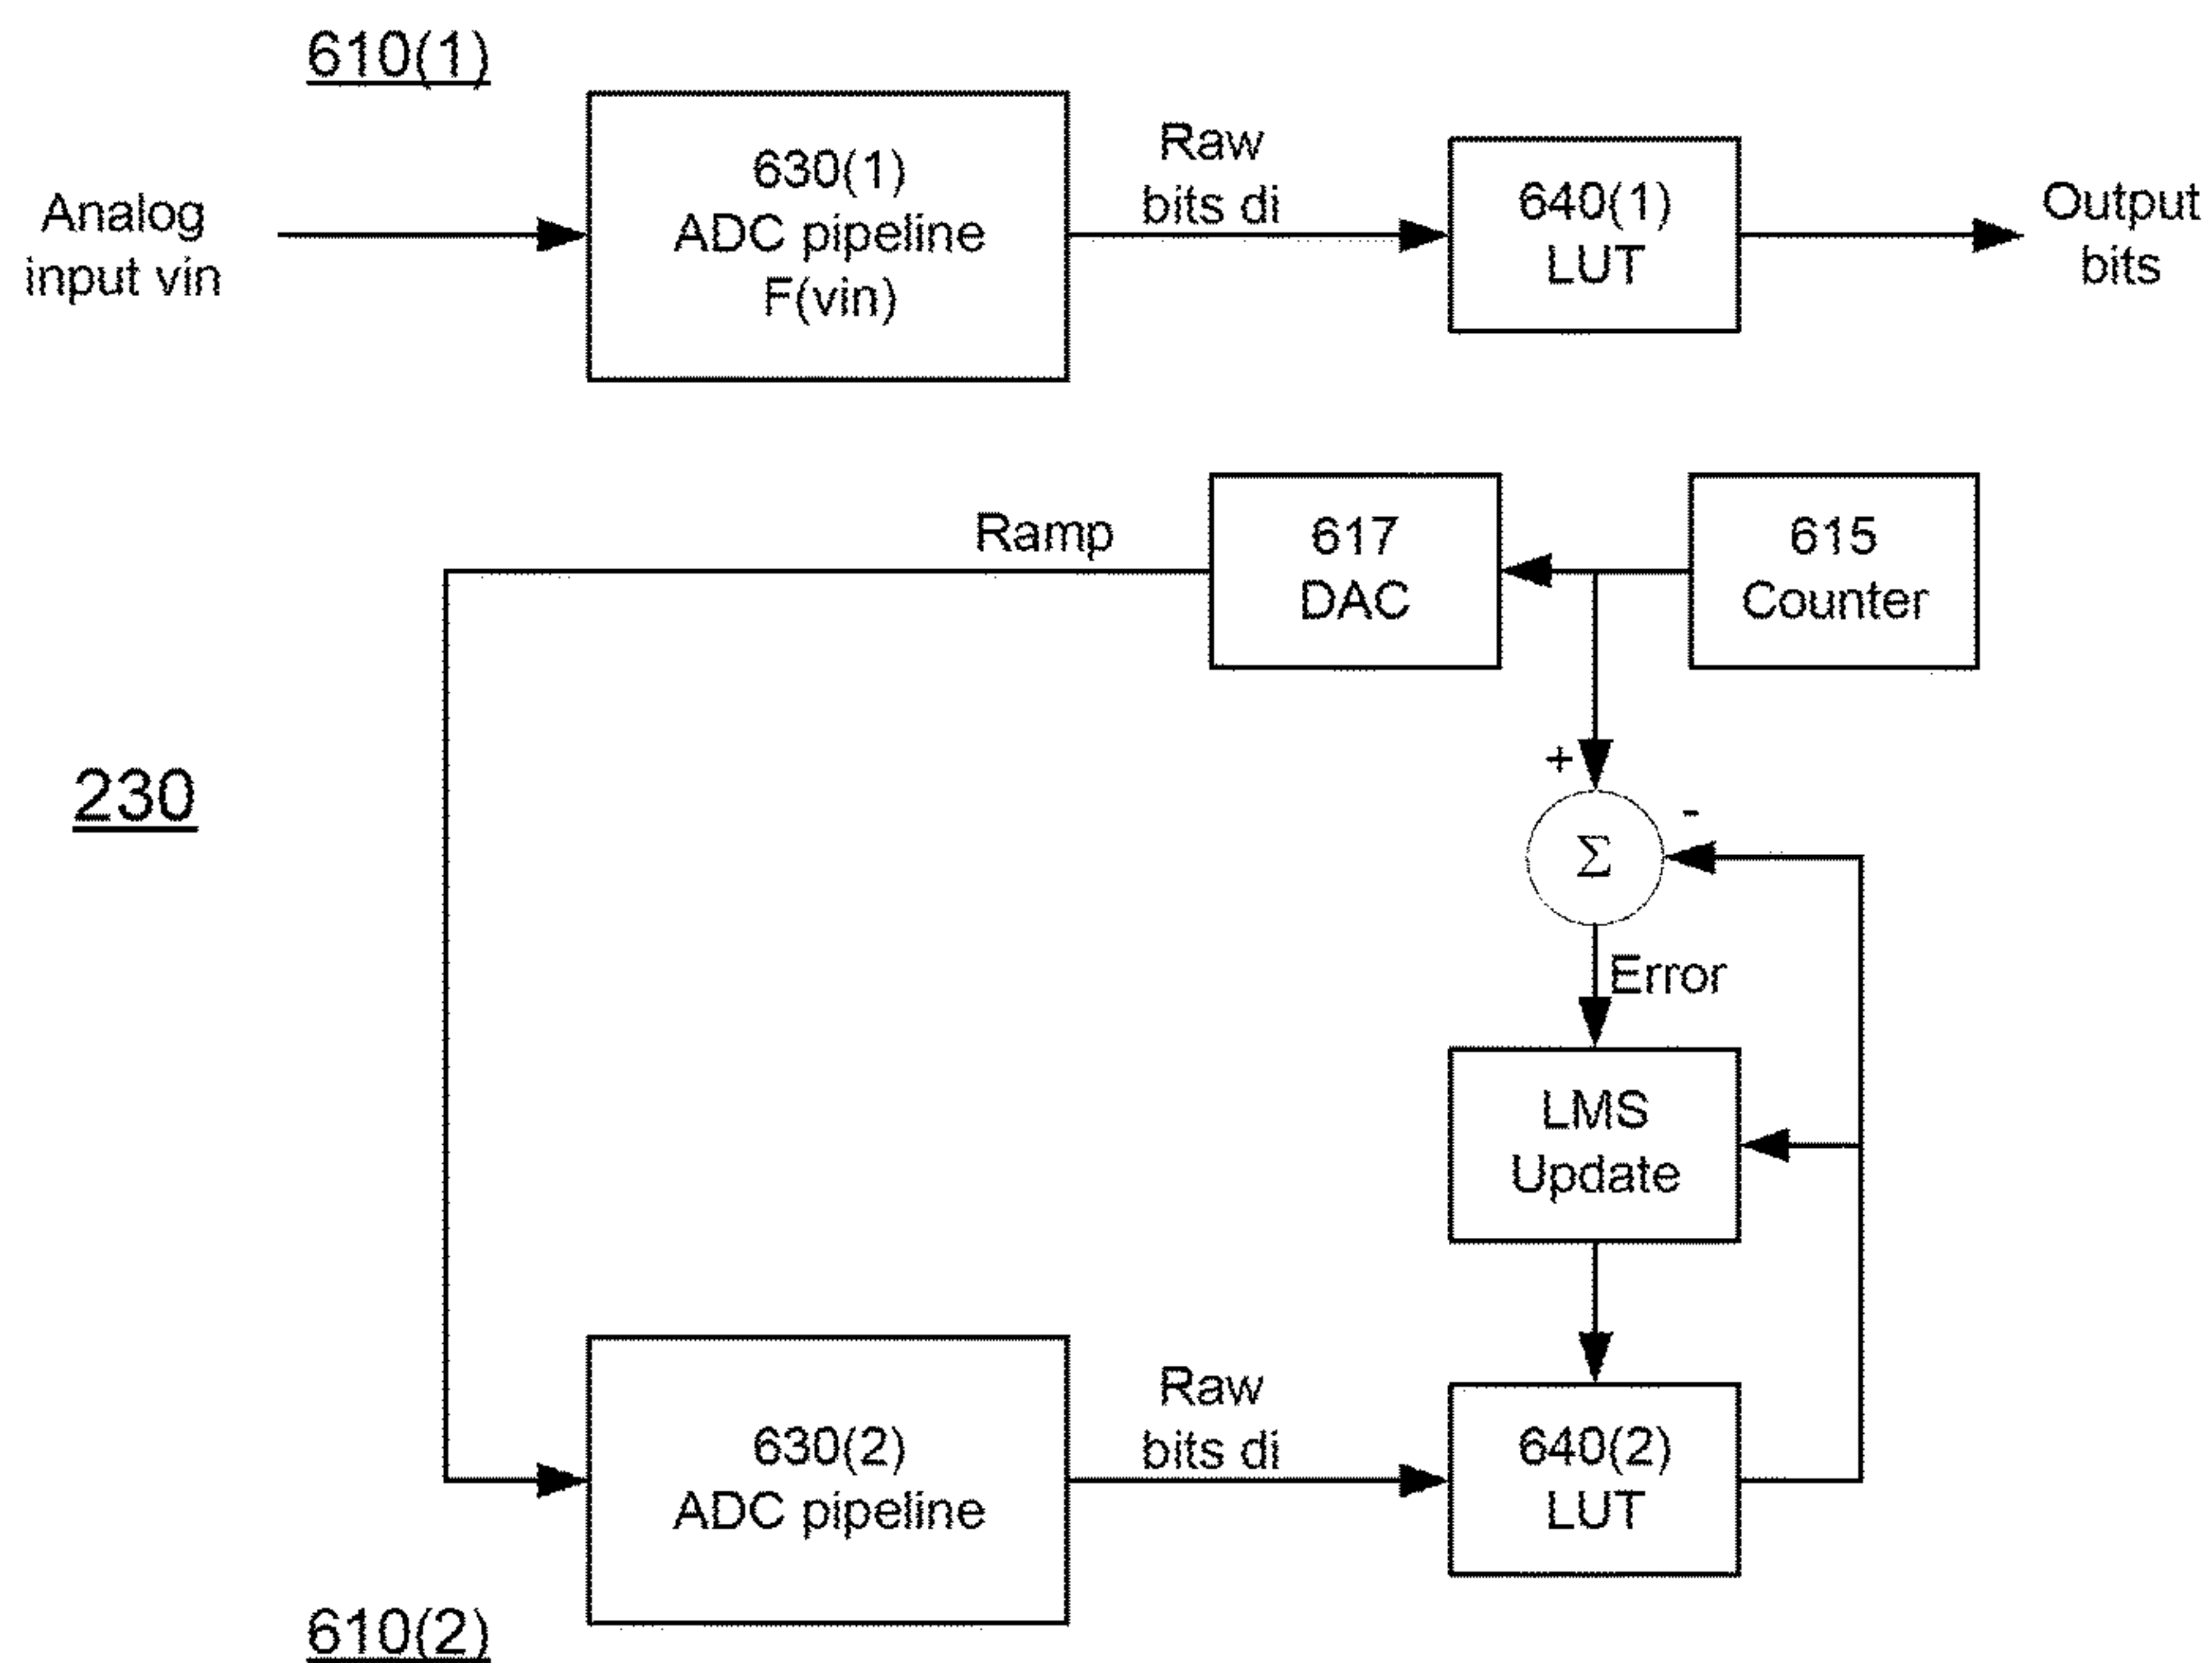 610(1)
Analog
input vin
630(1)
ADC pipeline
F(vin)
Raw
bits di
640(1)
LUT
Output
bits
Ramp
617
DAC
615
Counter
230
+
-
Σ
Error
LMS
Update
630(2)
ADC pipeline
Raw
bits di
640(2)
LUT
610(2)